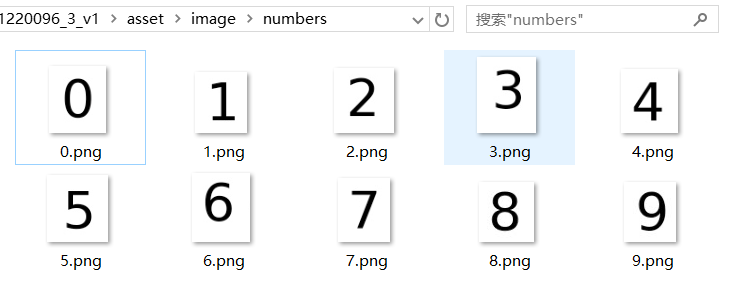 1220096_3_v1 > asset > image > numbers 搜索"numbers"
0 1 2 3 4
0.png 1.png 2.png 3.png 4.png
5 6 7 8 9
5.png 6.png 7.png 8.png 9.png